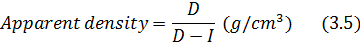 Apparent density = D / (D − I) (g/cm³) (3.5)